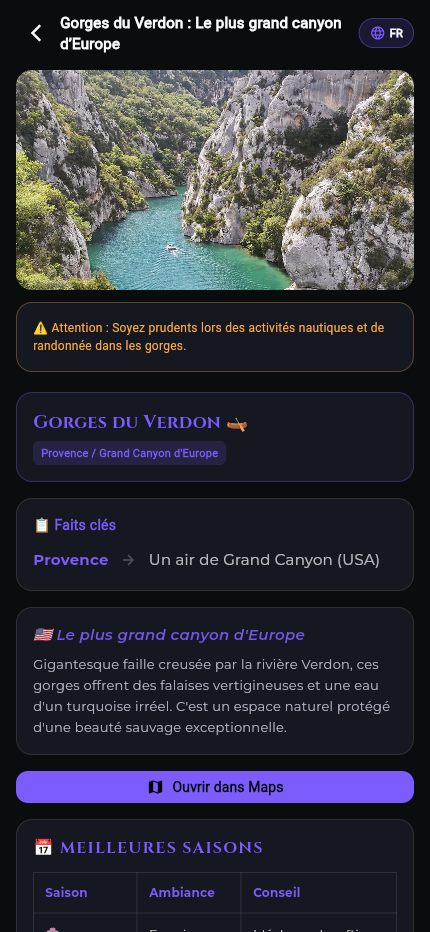 Gorges du Verdon : Le plus grand canyon
d'Europe
FR
⚠️ Attention : Soyez prudents lors des activités nautiques et de
randonnée dans les gorges.
Gorges du Verdon 🛶
Provence / Grand Canyon d'Europe
📋 Faits clés
Provence → Un air de Grand Canyon (USA)
🇺🇸 Le plus grand canyon d'Europe
Gigantesque faille creusée par la rivière Verdon, ces
gorges offrent des falaises vertigineuses et une eau
d'un turquoise irréel. C'est un espace naturel protégé
d'une beauté sauvage exceptionnelle.
Ouvrir dans Maps
📅 Meilleures Saisons
Saison Ambiance Conseil